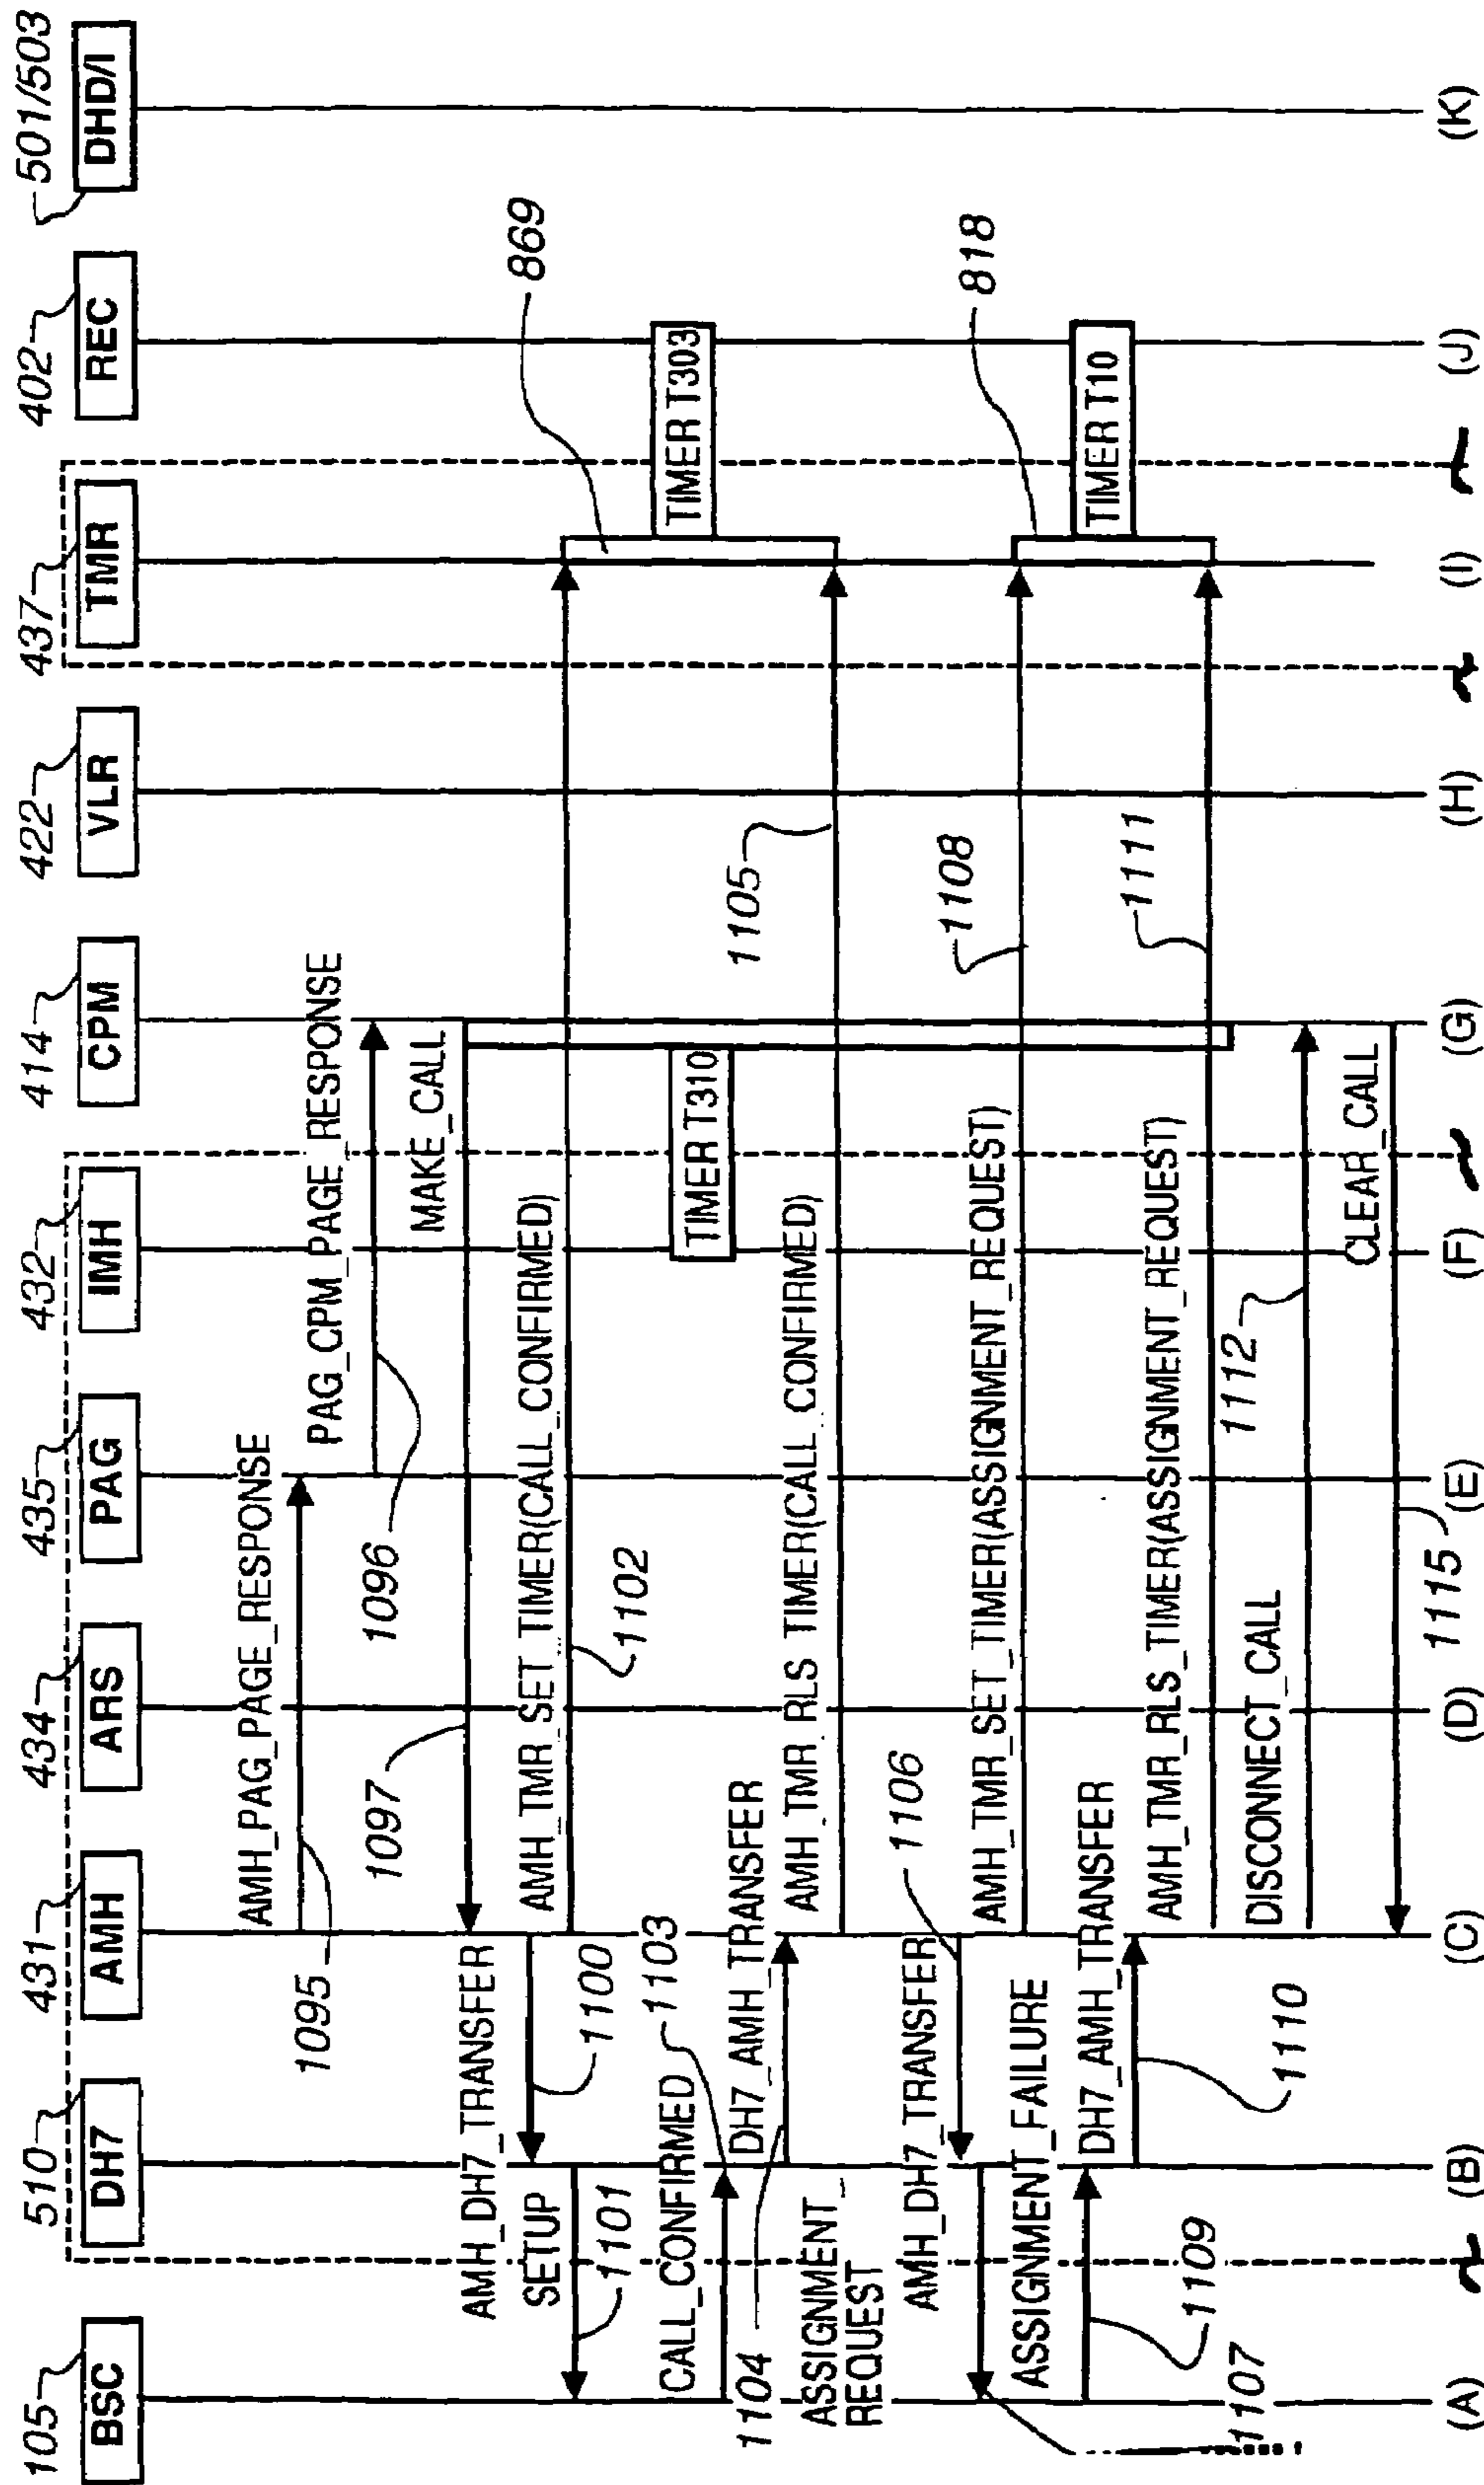 105
BSC
510
DH7
431
AMH
434
ARS
435
PAG
432
IMH
414
CPM
422
VLR
437
TMR
402
REC
501/503
DHD/I
AMH_PAG_PAGE_RESPONSE
1095
PAG_CPM_PAGE_RESPONSE
1096
MAKE_CALL
1097
AMH_DH7_TRANSFER
1100
SETUP
1101
AMH_TMR_SET_TIMER(CALL_CONFIRMED)
1102
869
TIMER T303
TIMER T310
CALL_CONFIRMED
1103
DH7_AMH_TRANSFER
1104
AMH_TMR_RLS_TIMER(CALL_CONFIRMED)
1105
AMH_DH7_TRANSFER
1106
ASSIGNMENT_
REQUEST
1107
AMH_TMR_SET_TIMER(ASSIGNMENT_REQUEST)
1108
818
TIMER T10
ASSIGNMENT_FAILURE
1109
DH7_AMH_TRANSFER
1110
AMH_TMR_RLS_TIMER(ASSIGNMENT_REQUEST)
1111
DISCONNECT_CALL
1112
CLEAR_CALL
1115
(A)
(B)
(C)
(D)
(E)
(F)
(G)
(H)
(I)
(J)
(K)